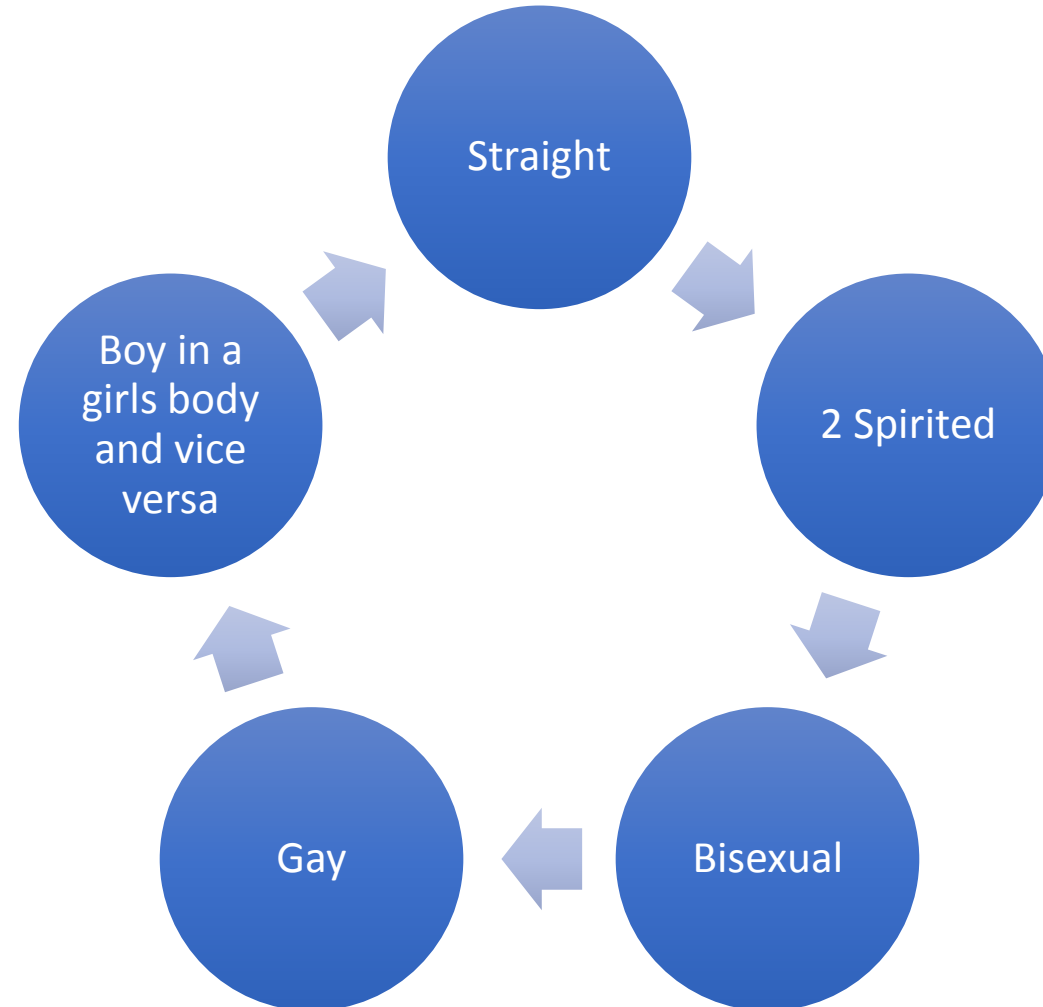 Straight
2 Spirited
Bisexual
Gay
Boy in a
girls body
and vice
versa